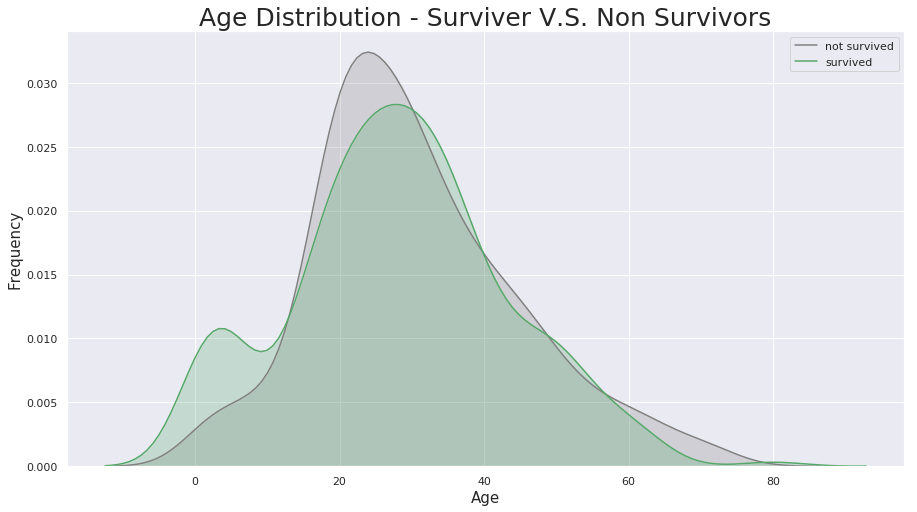 Age Distribution - Surviver V.S. Non Survivors
not survived
survived
Frequency
0.030
0.025
0.020
0.015
0.010
0.005
0.000
0 20 40 60 80
Age